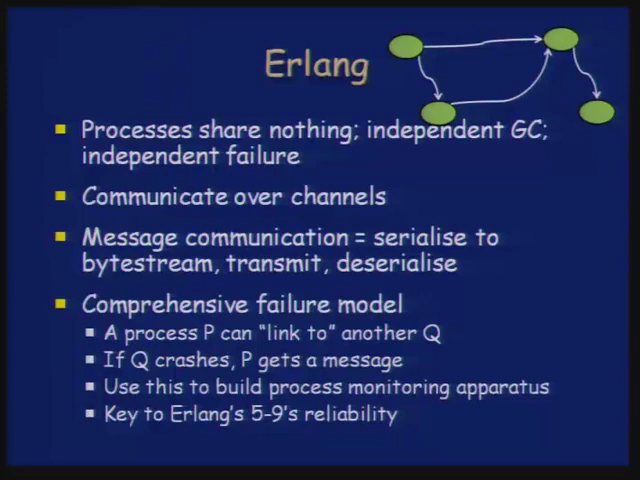 Erlang
Processes share nothing; independent GC;
independent failure
Communicate over channels
Message communication = serialise to
bytestream, transmit, deserialise
Comprehensive failure model
A process P can "link to" another Q
If Q crashes, P gets a message
Use this to build process monitoring apparatus
Key to Erlang's 5-9's reliability